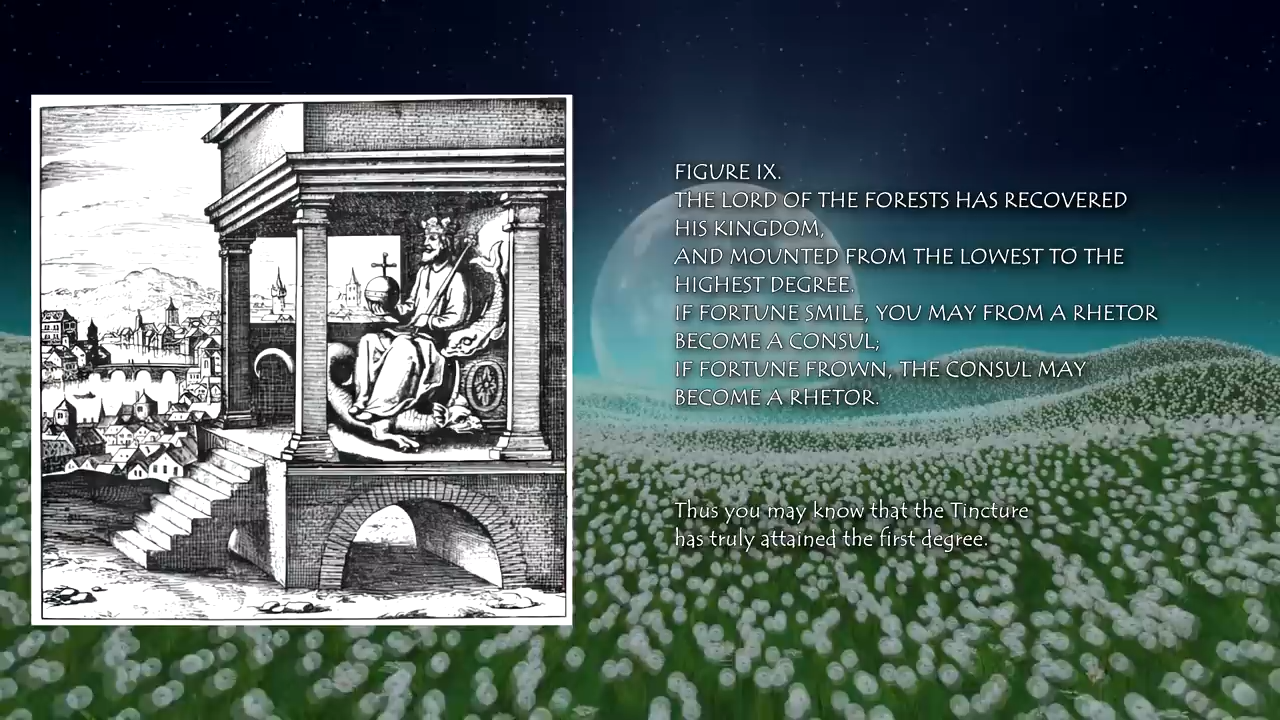 FIGURE IX.
THE LORD OF THE FORESTS HAS RECOVERED
HIS KINGDOM,
AND MOUNTED FROM THE LOWEST TO THE
HIGHEST DEGREE.
IF FORTUNE SMILE, YOU MAY FROM A RHETOR
BECOME A CONSUL;
IF FORTUNE FROWN, THE CONSUL MAY
BECOME A RHETOR.
Thus you may know that the Tincture
has truly attained the first degree.